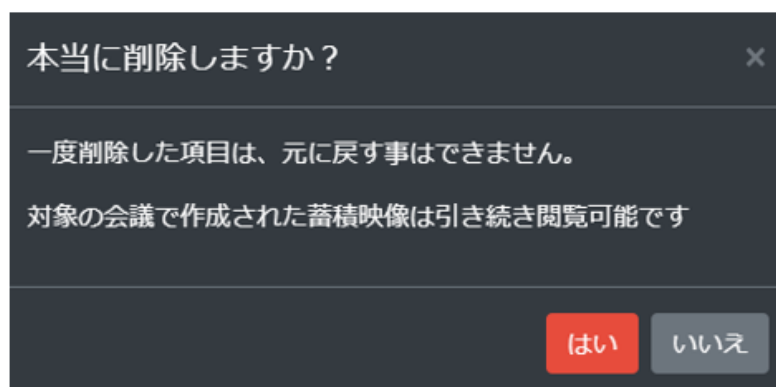 本当に削除しますか？
×
一度削除した項目は、元に戻す事はできません。
対象の会議で作成された蓄積映像は引き続き閲覧可能です
はい
いいえ